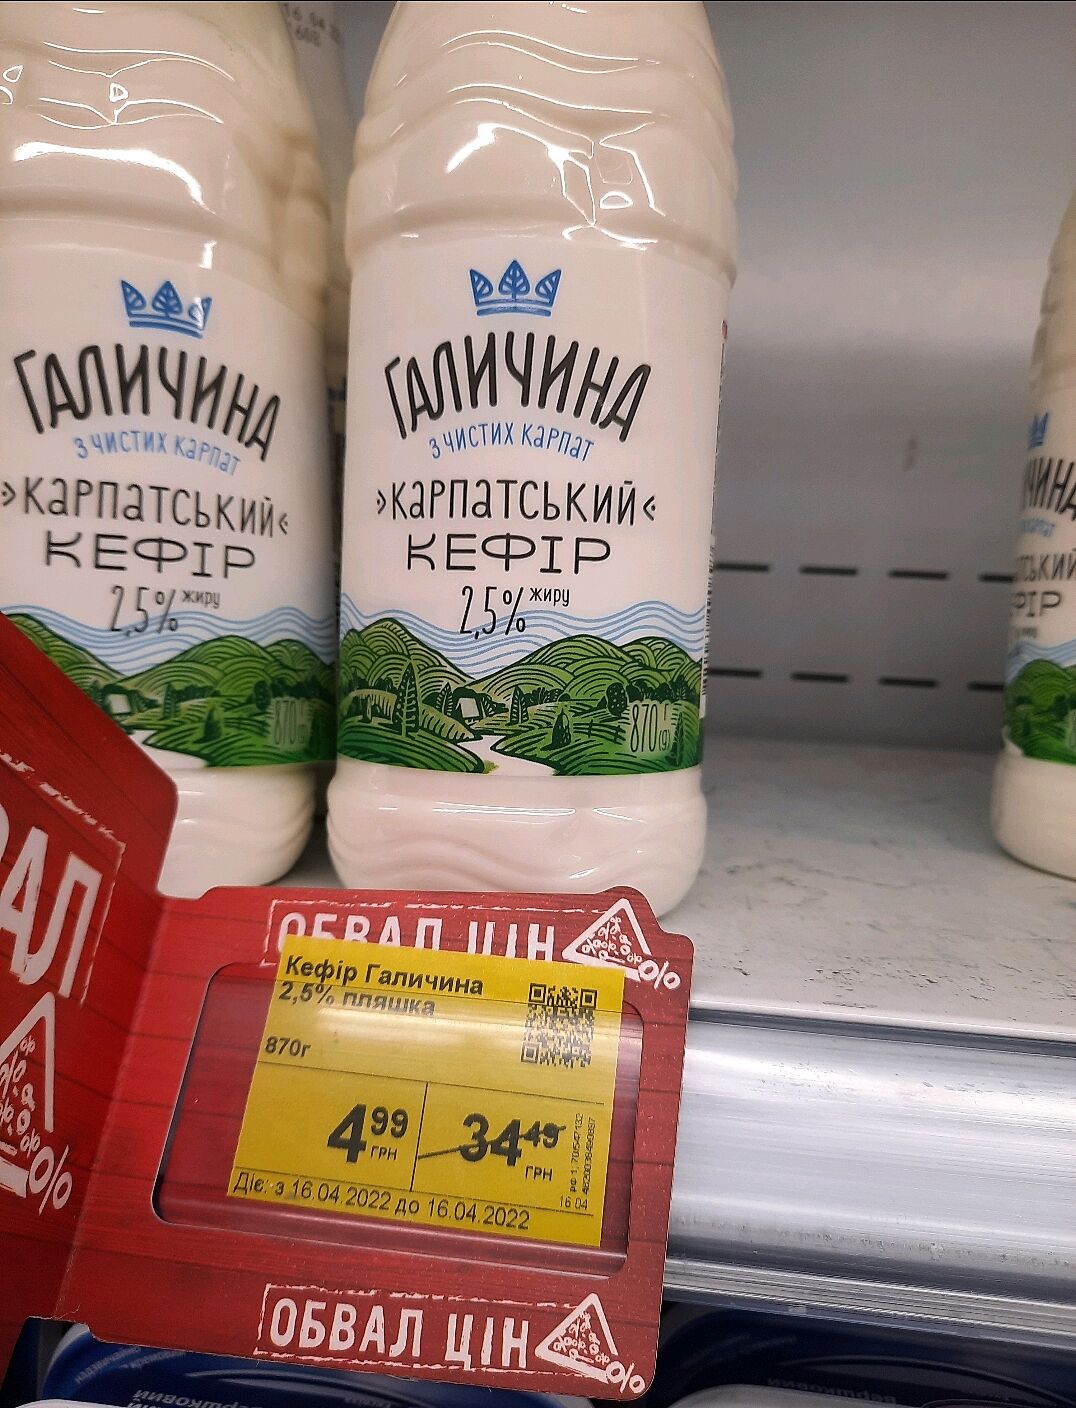 ГАЛИЧИНА
З ЧИСТИХ КАРПАТ
»КАРПАТСЬКИЙ«
КЕФІР
2,5% жиру
870 г (g)
ГАЛИЧИНА
З ЧИСТИХ КАРПАТ
»КАРПАТСЬКИЙ«
КЕФІР
2,5% жиру
870 г (g)
ОБВАЛ ЦІН
Кефір Галичина
2,5% пляшка
870г
4 99 ГРН
34 49 ГРН
Діє: з 16.04.2022 до 16.04.2022
ОБВАЛ ЦІН